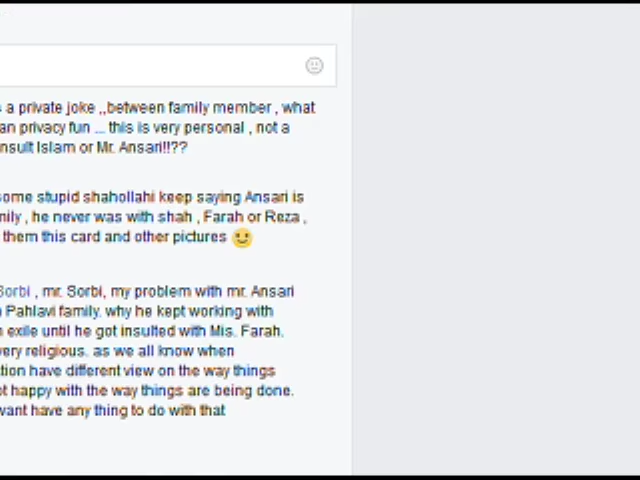 a private joke ,,between family member , what
an privacy fun ... this is very personal , not a
nsult Islam or Mr. Ansari!!??
some stupid shahollahi keep saying Ansari is
nily , he never was with shah , Farah or Reza ,
them this card and other pictures
Sorbi , mr. Sorbi, my problem with mr. Ansari
Pahlavi family. why he kept working with
exile until he got insulted with Mis. Farah.
very religious. as we all know when
tion have different view on the way things
ot happy with the way things are being done.
want have any thing to do with that